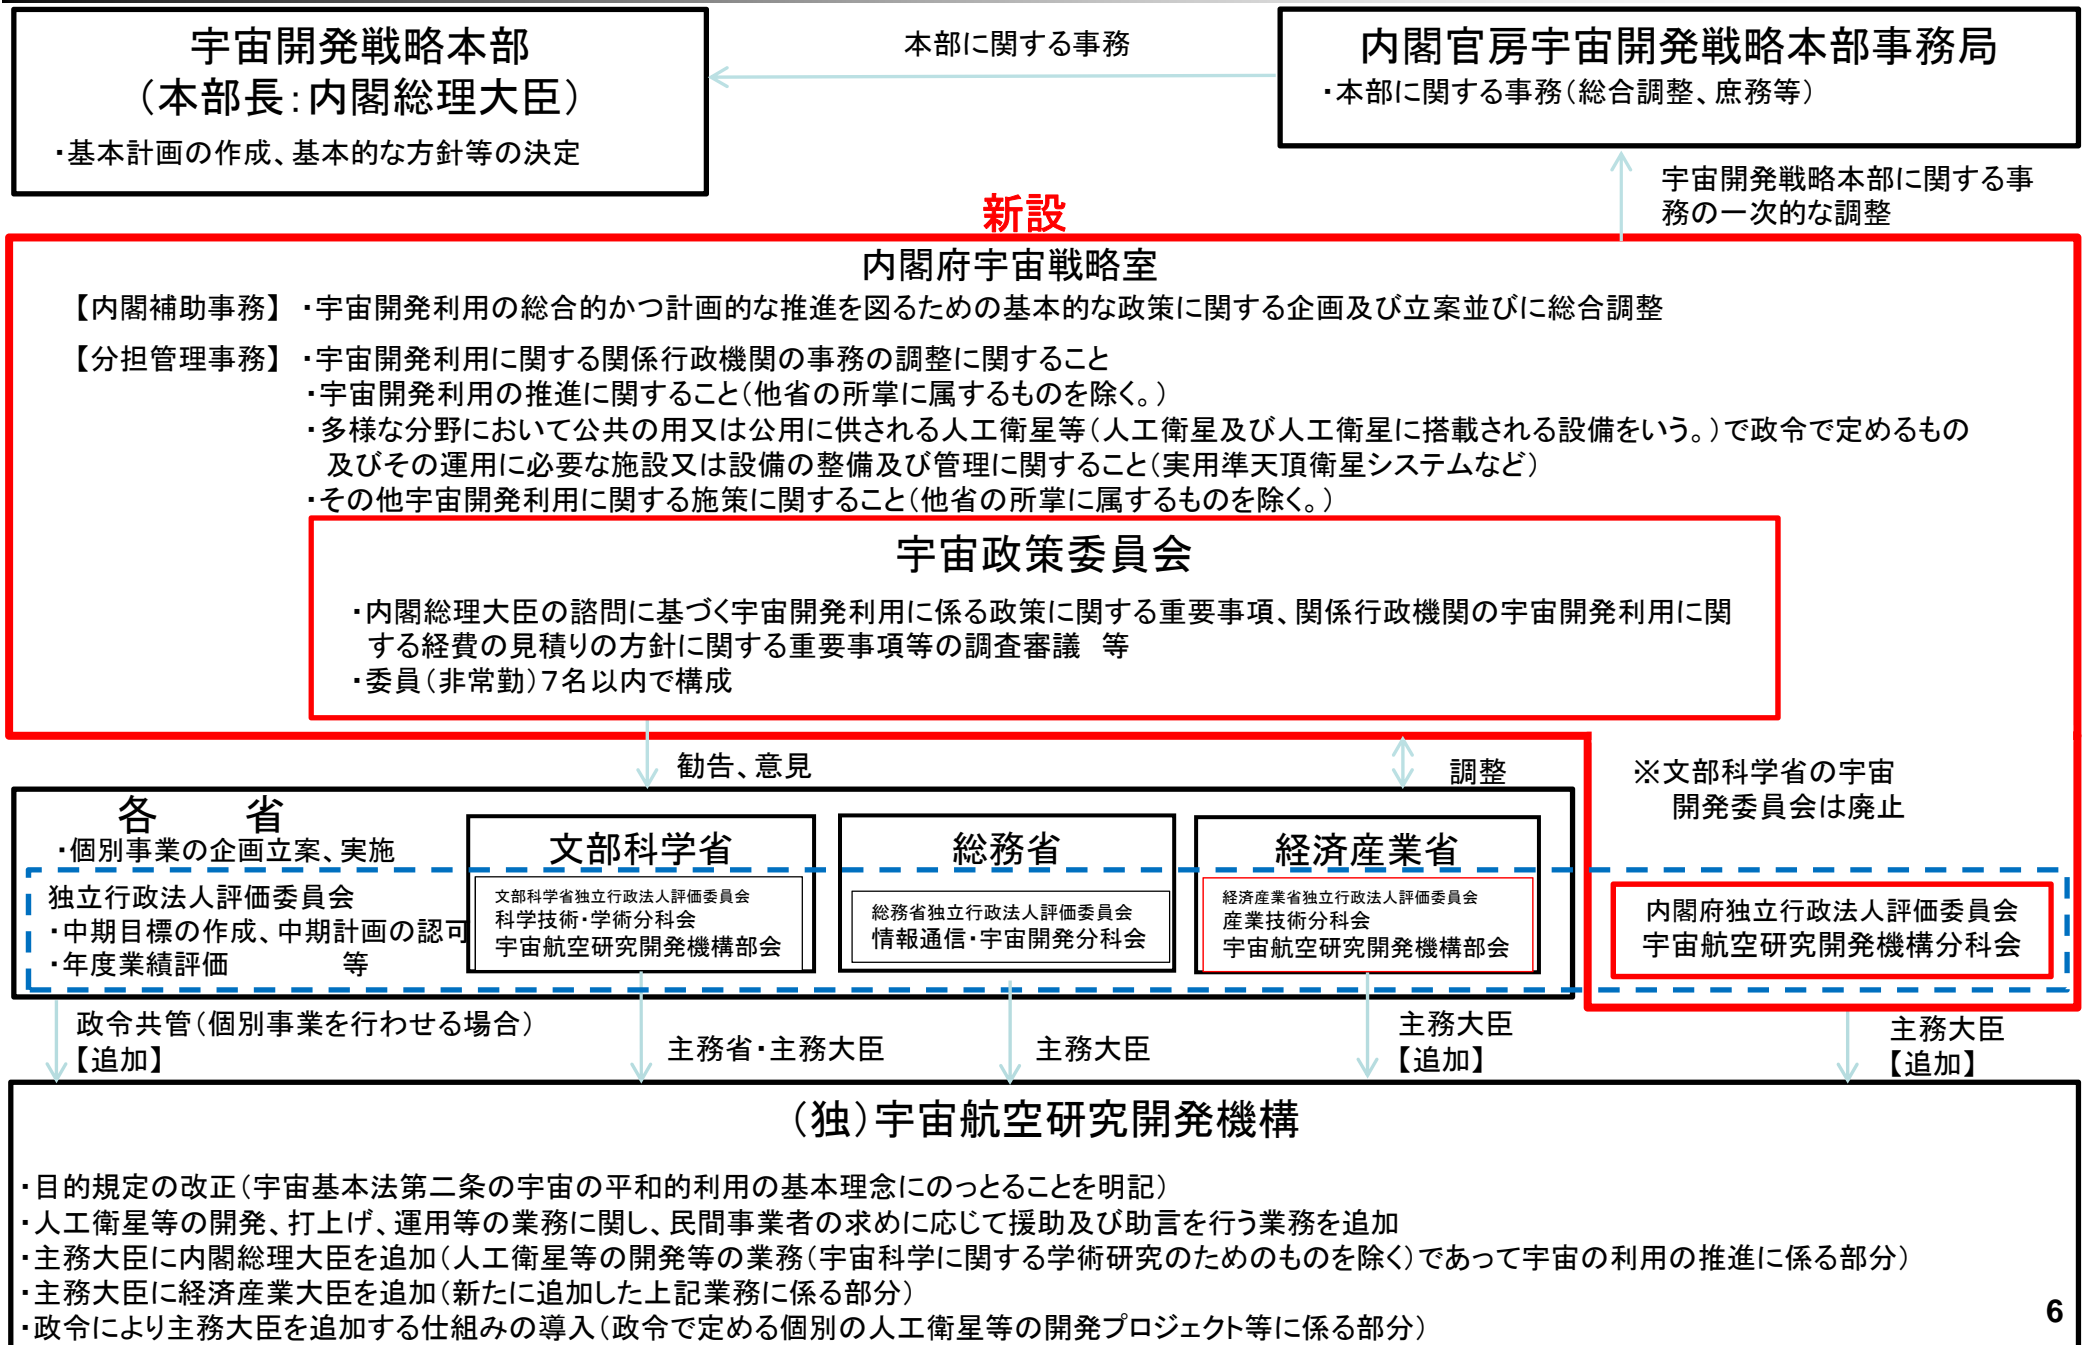 宇宙開発戦略本部
（本部長：内閣総理大臣）
・基本計画の作成、基本的な方針等の決定
本部に関する事務
内閣官房宇宙開発戦略本部事務局
・本部に関する事務（総合調整、庶務等）
宇宙開発戦略本部に関する事
務の一次的な調整
新設
内閣府宇宙戦略室
【内閣補助事務】・宇宙開発利用の総合的かつ計画的な推進を図るための基本的な政策に関する企画及び立案並びに総合調整
【分担管理事務】・宇宙開発利用に関する関係行政機関の事務の調整に関すること
・宇宙開発利用の推進に関すること（他省の所掌に属するものを除く。）
・多様な分野において公共の用又は公用に供される人工衛星等（人工衛星及び人工衛星に搭載される設備をいう。）で政令で定めるもの
及びその運用に必要な施設又は設備の整備及び管理に関すること（実用準天頂衛星システムなど）
・その他宇宙開発利用に関する施策に関すること（他省の所掌に属するものを除く。）
宇宙政策委員会
・内閣総理大臣の諮問に基づく宇宙開発利用に係る政策に関する重要事項、関係行政機関の宇宙開発利用に関
する経費の見積りの方針に関する重要事項等の調査審議　等
・委員（非常勤）７名以内で構成
勧告、意見
調整
※文部科学省の宇宙
開発委員会は廃止
各　省
・個別事業の企画立案、実施
独立行政法人評価委員会
・中期目標の作成、中期計画の認可
・年度業績評価　　　　等
文部科学省
文部科学省独立行政法人評価委員会
科学技術・学術分科会
宇宙航空研究開発機構部会
総務省
総務省独立行政法人評価委員会
情報通信・宇宙開発分科会
経済産業省
経済産業省独立行政法人評価委員会
産業技術分科会
宇宙航空研究開発機構部会
内閣府独立行政法人評価委員会
宇宙航空研究開発機構分科会
政令共管（個別事業を行わせる場合）
【追加】
主務省・主務大臣
主務大臣
主務大臣
【追加】
主務大臣
【追加】
（独）宇宙航空研究開発機構
・目的規定の改正（宇宙基本法第二条の宇宙の平和的利用の基本理念にのっとることを明記）
・人工衛星等の開発、打上げ、運用等の業務に関し、民間事業者の求めに応じて援助及び助言を行う業務を追加
・主務大臣に内閣総理大臣を追加（人工衛星等の開発等の業務（宇宙科学に関する学術研究のためのものを除く）であって宇宙の利用の推進に係る部分）
・主務大臣に経済産業大臣を追加（新たに追加した上記業務に係る部分）
・政令により主務大臣を追加する仕組みの導入（政令で定める個別の人工衛星等の開発プロジェクト等に係る部分）
6